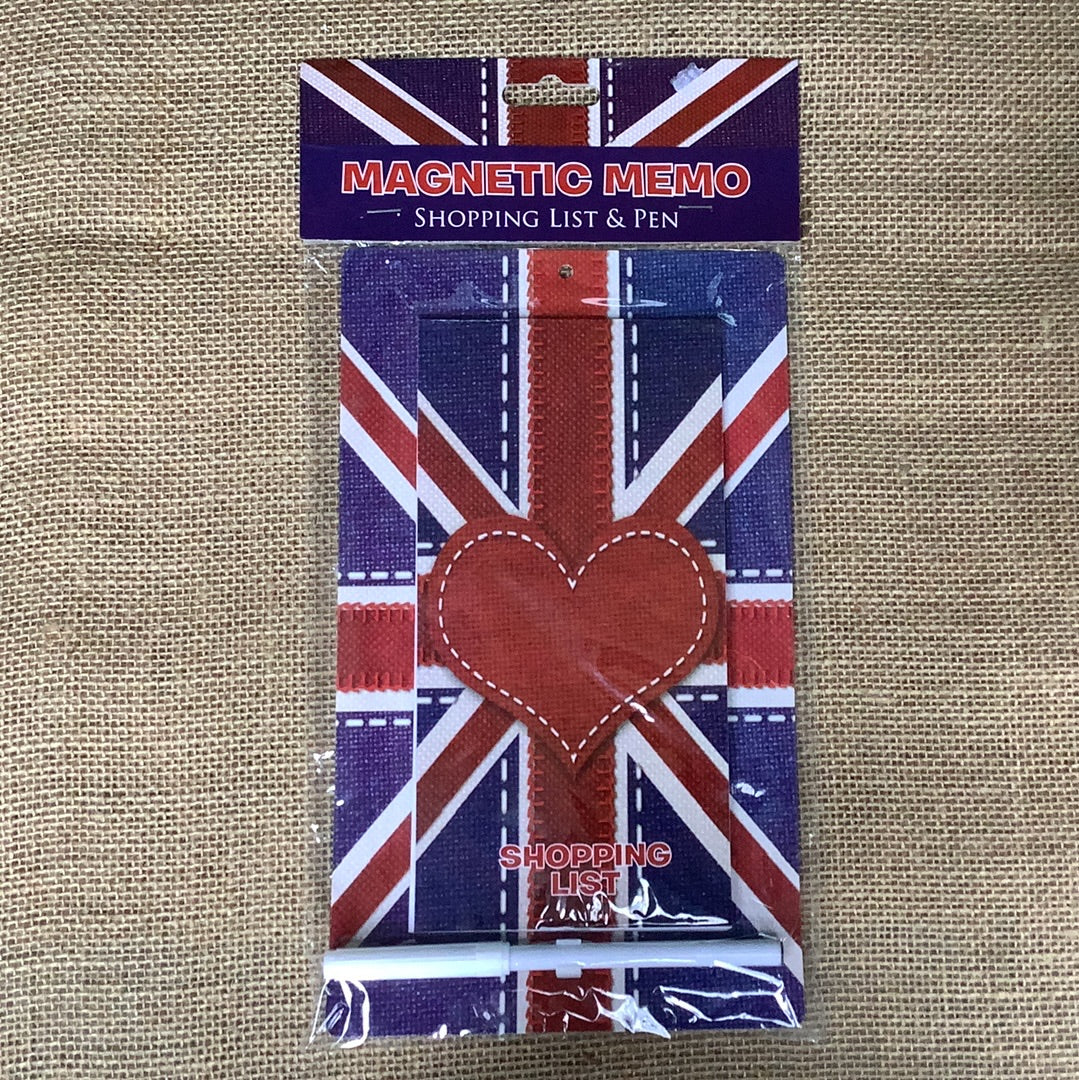 MAGNETIC MEMO
SHOPPING LIST & PEN
SHOPPING
LIST